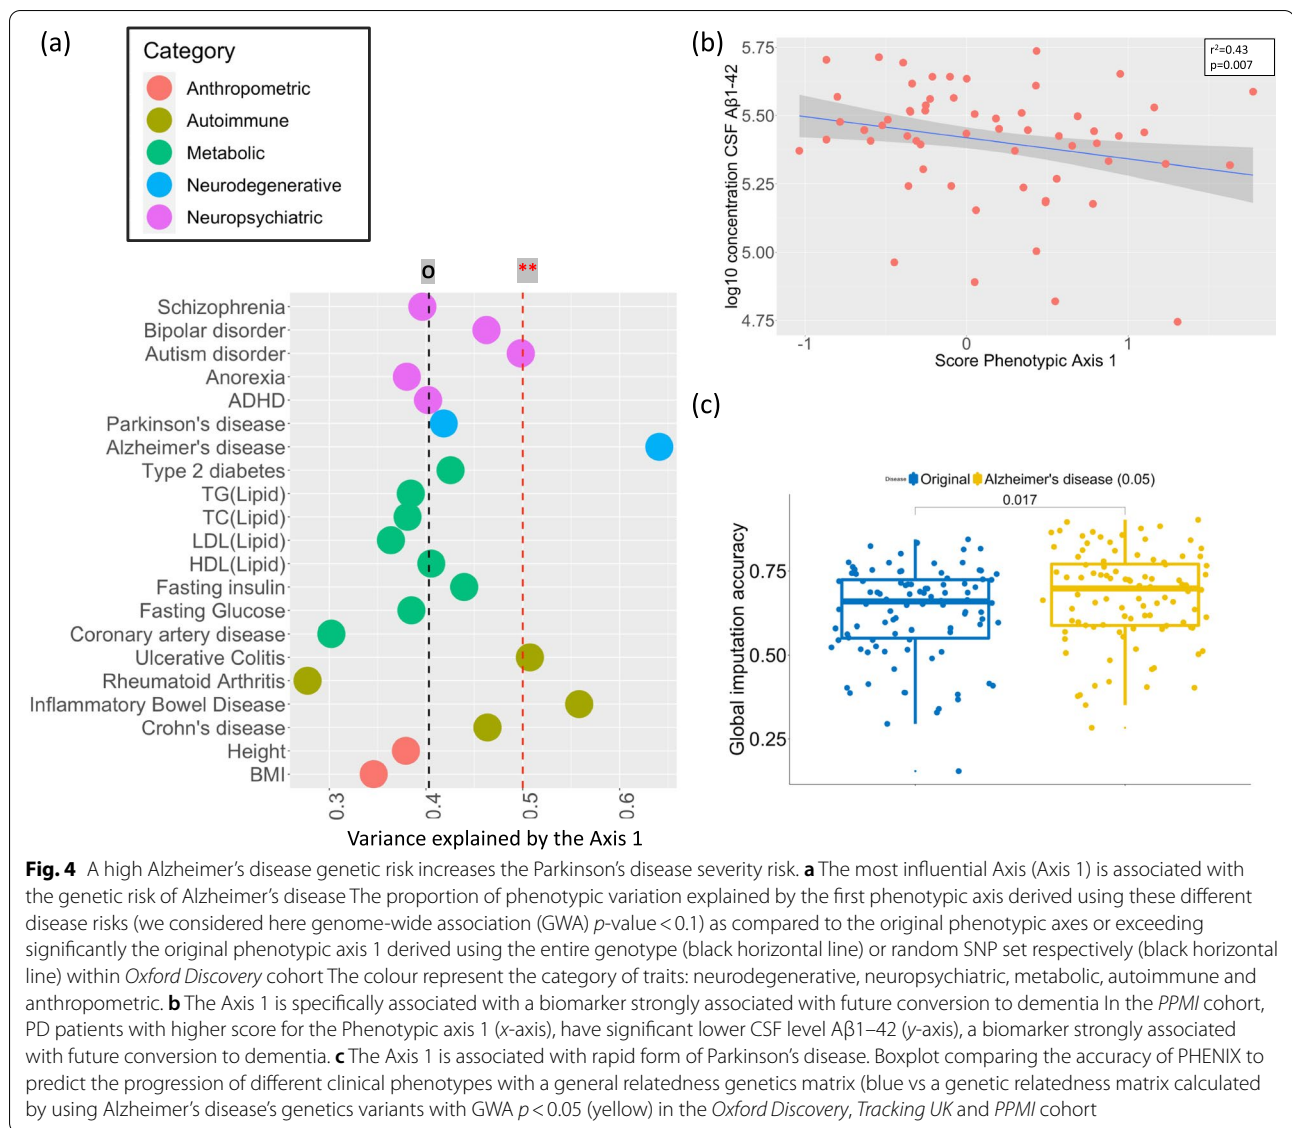 (a)
Category
Anthropometric
Autoimmune
Metabolic
Neurodegenerative
Neuropsychiatric
O
**
Schizophrenia
Bipolar disorder
Autism disorder
Anorexia
ADHD
Parkinson's disease
Alzheimer's disease
Type 2 diabetes
TG(Lipid)
TC(Lipid)
LDL(Lipid)
HDL(Lipid)
Fasting insulin
Fasting Glucose
Coronary artery disease
Ulcerative Colitis
Rheumatoid Arthritis
Inflammatory Bowel Disease
Crohn's disease
Height
BMI
0.3 0.4 0.5 0.6
Variance explained by the Axis 1
(b)
r²=0.43
p=0.007
log10 concentration CSF Aβ1-42
5.75
5.50
5.25
5.00
4.75
-1 0 1
Score Phenotypic Axis 1
(c)
Disease Original Alzheimer's disease (0.05)
0.017
Global imputation accuracy
0.75
0.50
0.25
Fig. 4 A high Alzheimer's disease genetic risk increases the Parkinson's disease severity risk. a The most influential Axis (Axis 1) is associated with
the genetic risk of Alzheimer's disease The proportion of phenotypic variation explained by the first phenotypic axis derived using these different
disease risks (we considered here genome-wide association (GWA) p-value < 0.1) as compared to the original phenotypic axes or exceeding
significantly the original phenotypic axis 1 derived using the entire genotype (black horizontal line) or random SNP set respectively (black horizontal
line) within Oxford Discovery cohort The colour represent the category of traits: neurodegenerative, neuropsychiatric, metabolic, autoimmune and
anthropometric. b The Axis 1 is specifically associated with a biomarker strongly associated with future conversion to dementia In the PPMI cohort,
PD patients with higher score for the Phenotypic axis 1 (x-axis), have significant lower CSF level Aβ1–42 (y-axis), a biomarker strongly associated
with future conversion to dementia. c The Axis 1 is associated with rapid form of Parkinson's disease. Boxplot comparing the accuracy of PHENIX to
predict the progression of different clinical phenotypes with a general relatedness genetics matrix (blue vs a genetic relatedness matrix calculated
by using Alzheimer's disease's genetics variants with GWA p < 0.05 (yellow) in the Oxford Discovery, Tracking UK and PPMI cohort